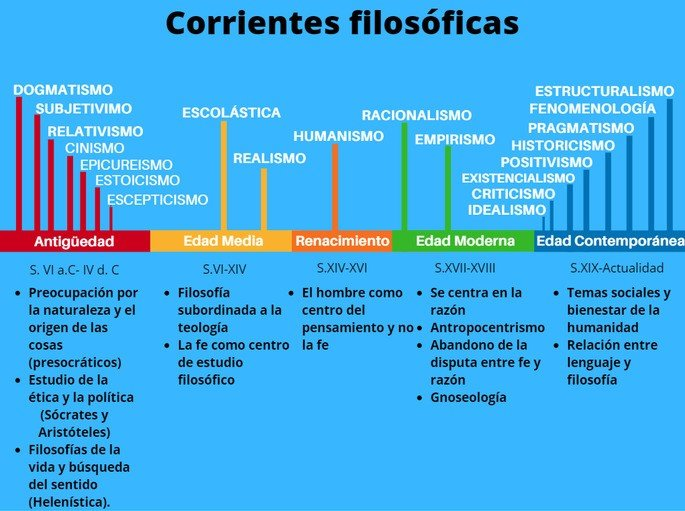 Corrientes filosóficas
DOGMATISMO
SUBJETIVIMO
RELATIVISMO
CINISMO
EPICUREISMO
ESTOICISMO
ESCEPTICISMO
ESCOLÁSTICA
REALISMO
HUMANISMO
RACIONALISMO
EMPIRISMO
ESTRUCTURALISMO
FENOMENOLOGÍA
PRAGMATISMO
HISTORICISMO
POSITIVISMO
EXISTENCIALISMO
CRITICISMO
IDEALISMO
Antigüedad
S. VI a.C- IV d. C
• Preocupación por
la naturaleza y el
origen de las
cosas
(presocráticos)
• Estudio de la
ética y la política
(Sócrates y
Aristóteles)
• Filosofías de la
vida y búsqueda
del sentido
(Helenística).
Edad Media
S.VI-XIV
• Filosofía
subordinada a la
teología
• La fe como centro
de estudio
filosófico
Renacimiento
S.XIV-XVI
• El hombre como
centro del
pensamiento y no
la fe
Edad Moderna
S.XVII-XVIII
• Se centra en la
razón
• Antropocentrismo
• Abandono de la
disputa entre fe y
razón
• Gnoseología
Edad Contemporánea
S.XIX-Actualidad
• Temas sociales y
bienestar de la
humanidad
• Relación entre
lenguaje y
filosofía